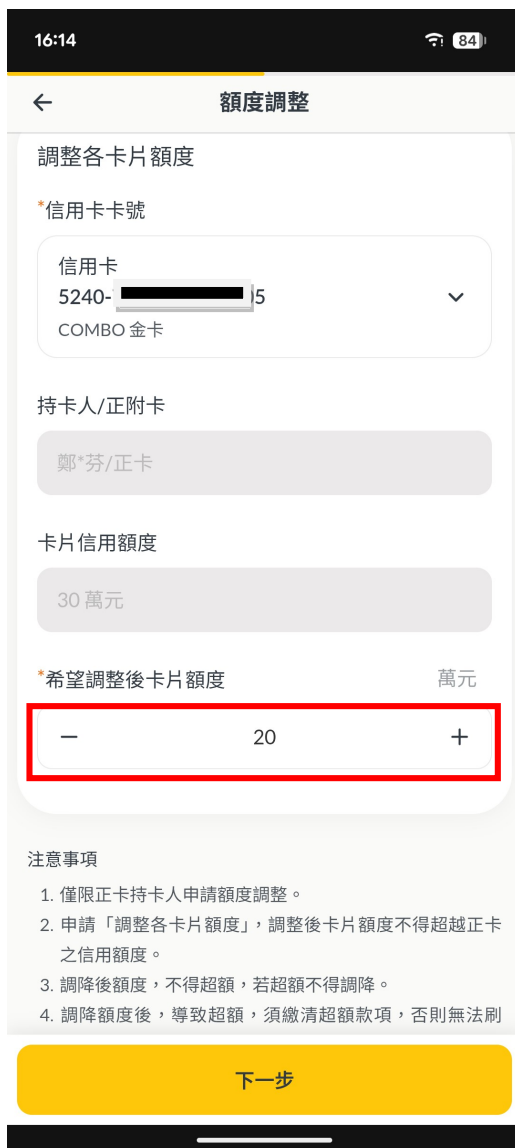 16:14
84
額度調整
調整各卡片額度
*信用卡卡號
信用卡
5240-
5
COMBO 金卡
持卡人/正附卡
鄭*芬/正卡
卡片信用額度
30 萬元
*希望調整後卡片額度
萬元
20
注意事項
1. 僅限正卡持卡人申請額度調整。
2. 申請「調整各卡片額度」，調整後卡片額度不得超越正卡
之信用額度。
3. 調降後額度，不得超額，若超額不得調降。
4. 調降額度後，導致超額，須繳清超額款項，否則無法刷
下一步